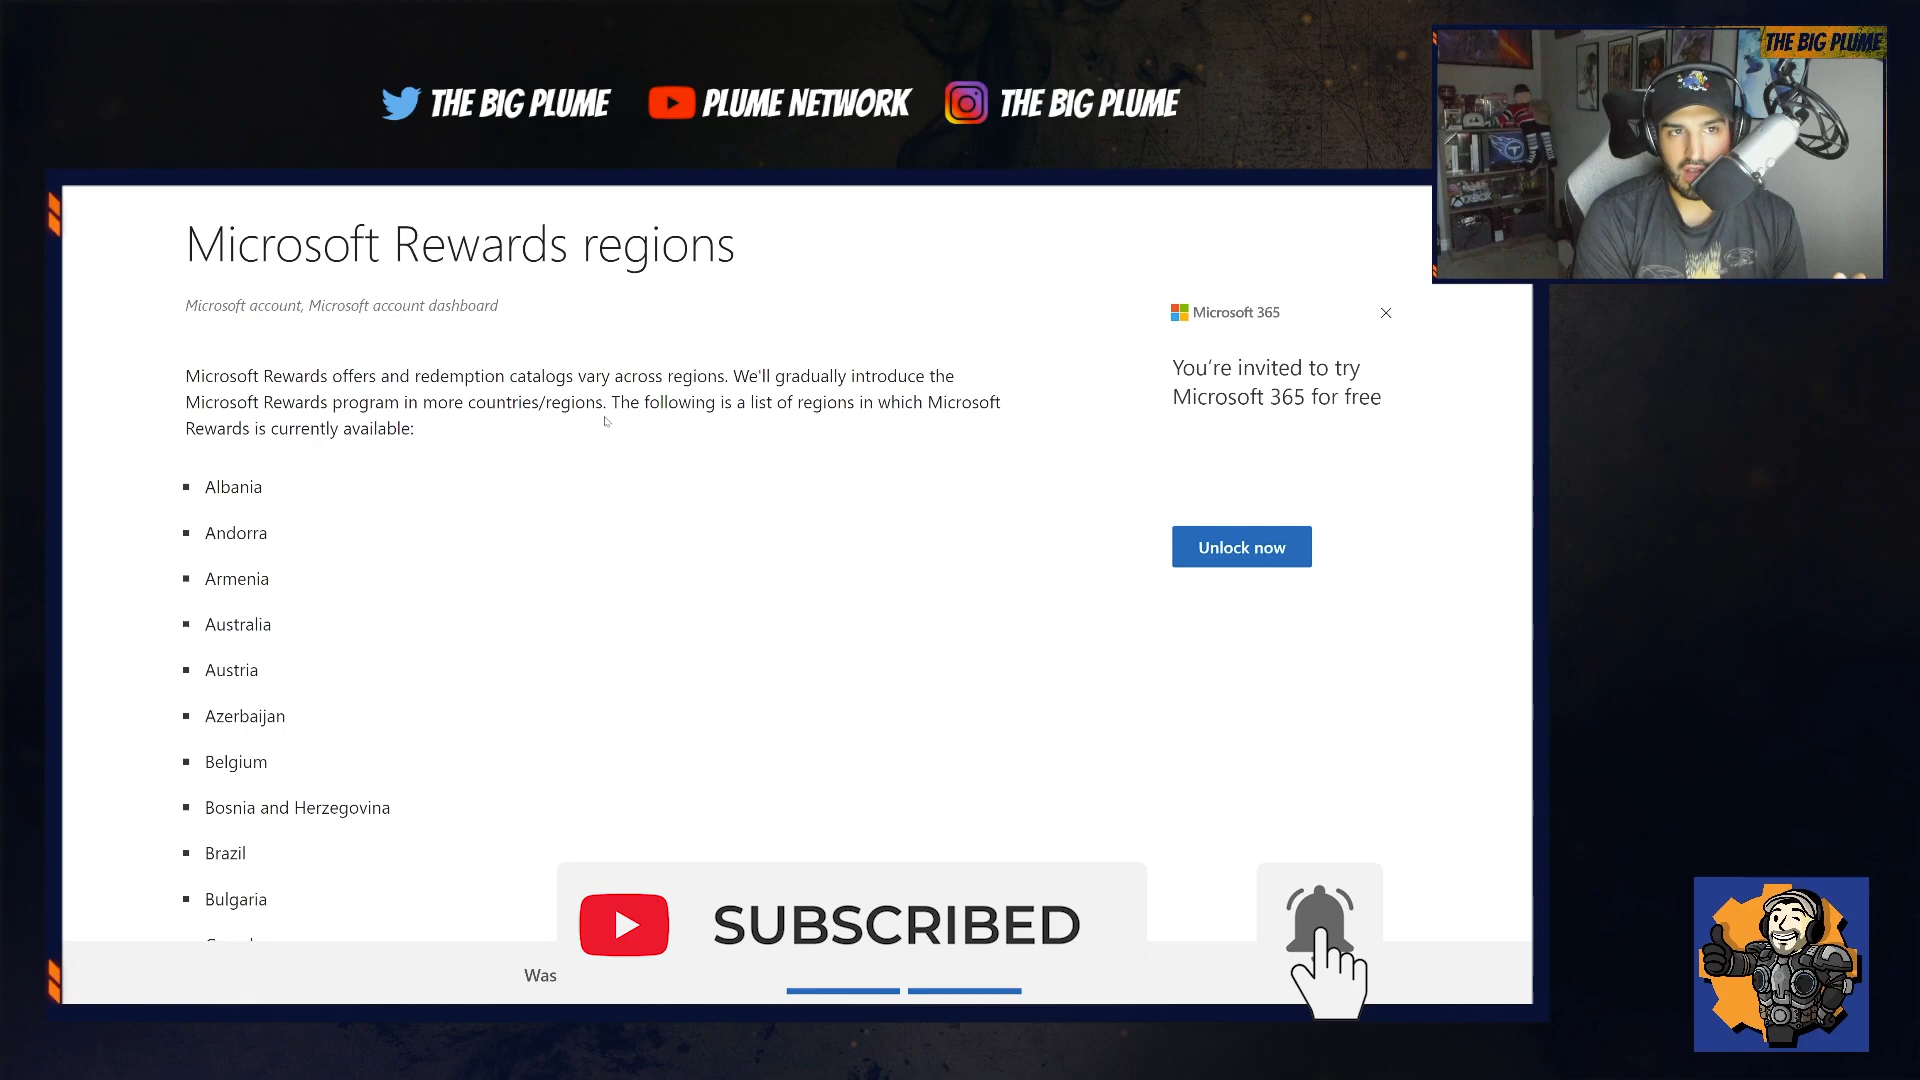 THE BIG PLUME
THE BIG PLUME PLUME NETWORK THE BIG PLUME
Microsoft Rewards regions
Microsoft account, Microsoft account dashboard
Microsoft 365
You're invited to try
Microsoft 365 for free
Unlock now
Microsoft Rewards offers and redemption catalogs vary across regions. We'll gradually introduce the
Microsoft Rewards program in more countries/regions. The following is a list of regions in which Microsoft
Rewards is currently available:
Albania
Andorra
Armenia
Australia
Austria
Azerbaijan
Belgium
Bosnia and Herzegovina
Brazil
Bulgaria
SUBSCRIBED
Was